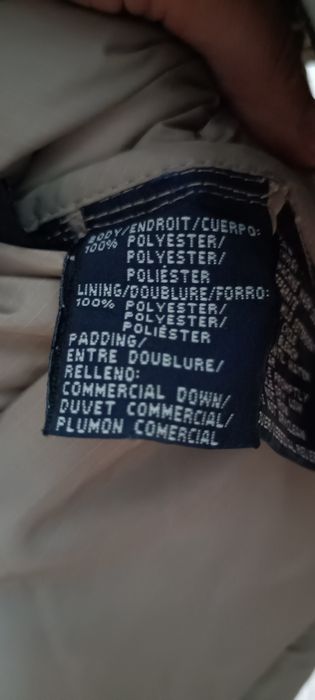 BODY/ENDROIT/CUERPO:
100% POLYESTER/
POLYESTER/
POLIÉSTER
LINING/DOUBLURE/FORRO:
100% POLYESTER/
POLYESTER/
POLIÉSTER
PADDING/
ENTRE DOUBLURE/
RELLENO:
COMMERCIAL DOWN/
DUVET COMMERCIAL/
PLUMON COMERCIAL